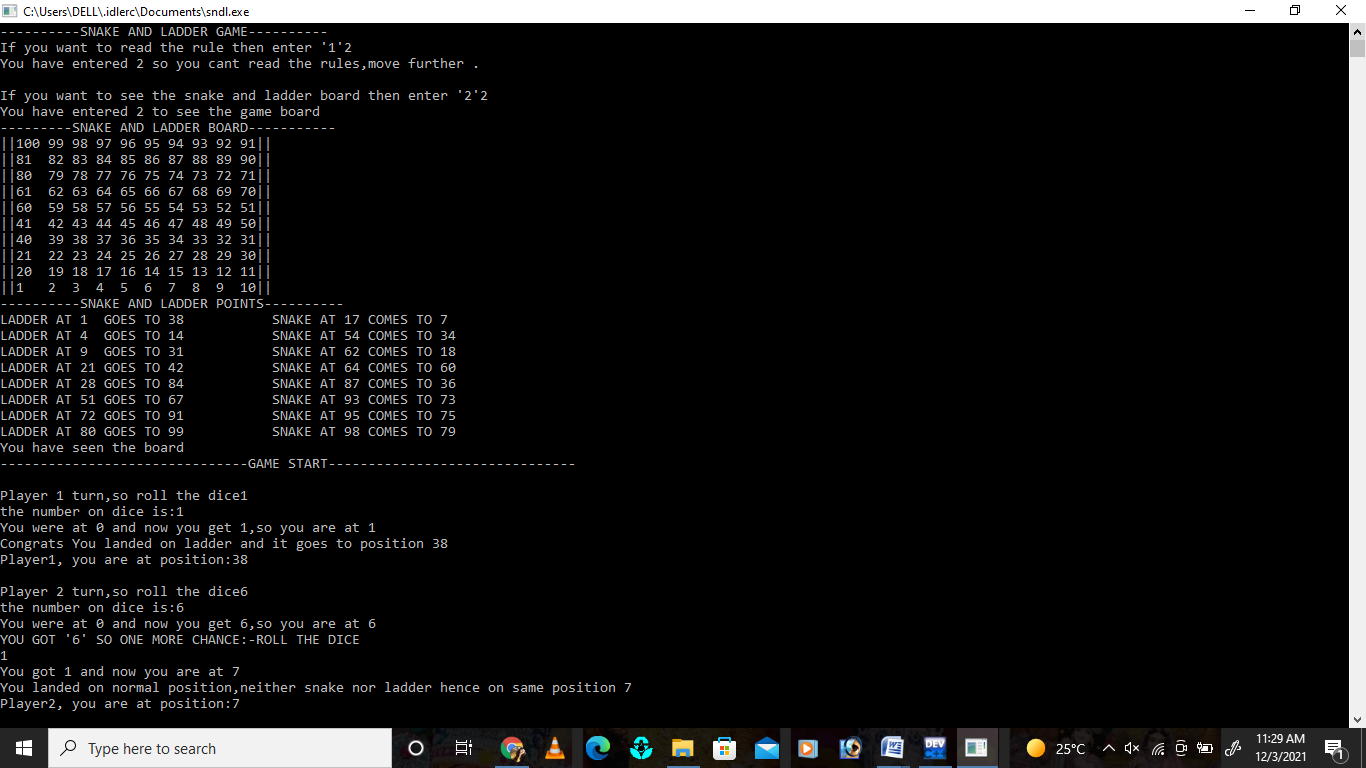 C:\Users\DELL\.idlerc\Documents\sndl.exe
----------SNAKE AND LADDER GAME----------
If you want to read the rule then enter '1'2
You have entered 2 so you cant read the rules,move further .
If you want to see the snake and ladder board then enter '2'2
You have entered 2 to see the game board
---------SNAKE AND LADDER BOARD-----------
||100 99 98 97 96 95 94 93 92 91||
||81  82 83 84 85 86 87 88 89 90||
||80  79 78 77 76 75 74 73 72 71||
||61  62 63 64 65 66 67 68 69 70||
||60  59 58 57 56 55 54 53 52 51||
||41  42 43 44 45 46 47 48 49 50||
||40  39 38 37 36 35 34 33 32 31||
||21  22 23 24 25 26 27 28 29 30||
||20  19 18 17 16 14 15 13 12 11||
||1   2  3  4  5  6  7  8  9  10||
----------SNAKE AND LADDER POINTS----------
LADDER AT 1  GOES TO 38           SNAKE AT 17 COMES TO 7
LADDER AT 4  GOES TO 14           SNAKE AT 54 COMES TO 34
LADDER AT 9  GOES TO 31           SNAKE AT 62 COMES TO 18
LADDER AT 21 GOES TO 42           SNAKE AT 64 COMES TO 60
LADDER AT 28 GOES TO 84           SNAKE AT 87 COMES TO 36
LADDER AT 51 GOES TO 67           SNAKE AT 93 COMES TO 73
LADDER AT 72 GOES TO 91           SNAKE AT 95 COMES TO 75
LADDER AT 80 GOES TO 99           SNAKE AT 98 COMES TO 79
You have seen the board
-------------------------------GAME START-------------------------------
Player 1 turn,so roll the dice1
the number on dice is:1
You were at 0 and now you get 1,so you are at 1
Congrats You landed on ladder and it goes to position 38
Player1, you are at position:38
Player 2 turn,so roll the dice6
the number on dice is:6
You were at 0 and now you get 6,so you are at 6
YOU GOT '6' SO ONE MORE CHANCE:-ROLL THE DICE
1
You got 1 and now you are at 7
You landed on normal position,neither snake nor ladder hence on same position 7
Player2, you are at position:7
Type here to search
DEV
25°C
11:29 AM
12/3/2021
1